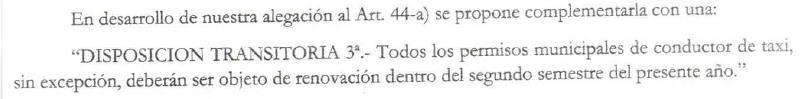 En desarrollo de nuestra alegación al Art. 44-a) se propone complementarla con una:
“DISPOSICION TRANSITORIA 3ª.- Todos los permisos municipales de conductor de taxi,
sin excepción, deberán ser objeto de renovación dentro del segundo semestre del presente año.”